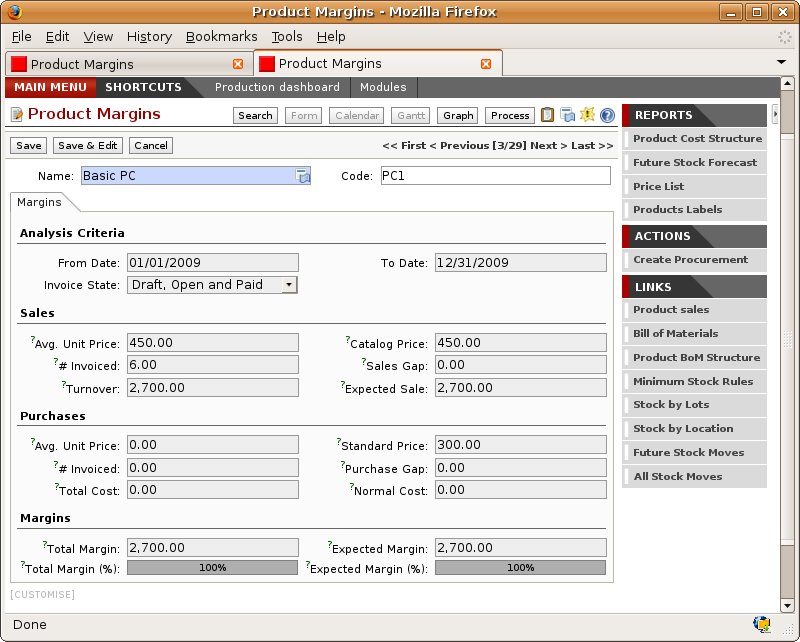 Product Margins - Mozilla Firefox
File Edit View History Bookmarks Tools Help
Product Margins Product Margins
MAIN MENU SHORTCUTS Production dashboard Modules
Product Margins Search Form Calendar Gantt Graph Process
Save Save & Edit Cancel << First < Previous [3/29] Next > Last >>
Name: Basic PC Code: PC1
Margins
Analysis Criteria
From Date: 01/01/2009 To Date: 12/31/2009
Invoice State: Draft, Open and Paid
Sales
?Avg. Unit Price: 450.00 ?Catalog Price: 450.00
?# Invoiced: 6.00 ?Sales Gap: 0.00
?Turnover: 2,700.00 ?Expected Sale: 2,700.00
Purchases
?Avg. Unit Price: 0.00 ?Standard Price: 300.00
?# Invoiced: 0.00 ?Purchase Gap: 0.00
?Total Cost: 0.00 ?Normal Cost: 0.00
Margins
?Total Margin: 2,700.00 ?Expected Margin: 2,700.00
?Total Margin (%): 100% ?Expected Margin (%): 100%
[CUSTOMISE]
REPORTS
Product Cost Structure
Future Stock Forecast
Price List
Products Labels
ACTIONS
Create Procurement
LINKS
Product sales
Bill of Materials
Product BoM Structure
Minimum Stock Rules
Stock by Lots
Stock by Location
Future Stock Moves
All Stock Moves
Done